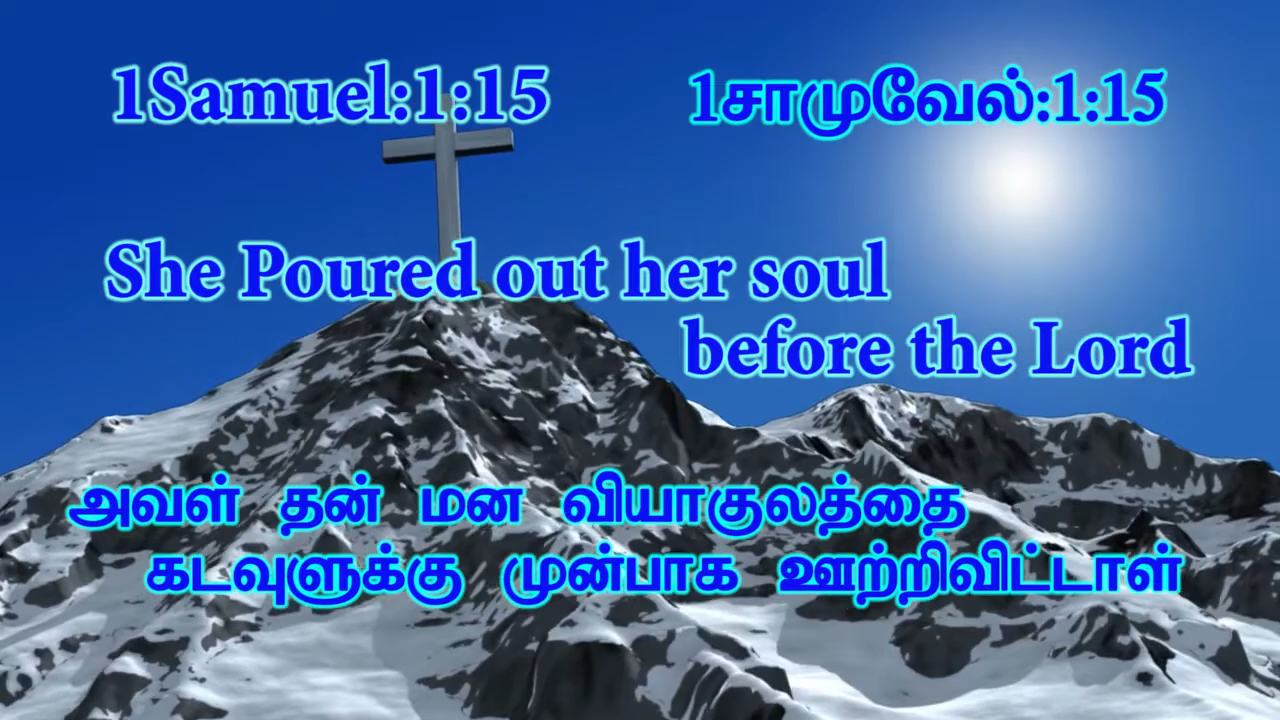 1Samuel:1:15 1சாமுவேல்:1:15
She Poured out her soul
before the Lord
அவள் தன் மன வியாகுலத்தை
கடவுளுக்கு முன்பாக ஊற்றிவிட்டாள்